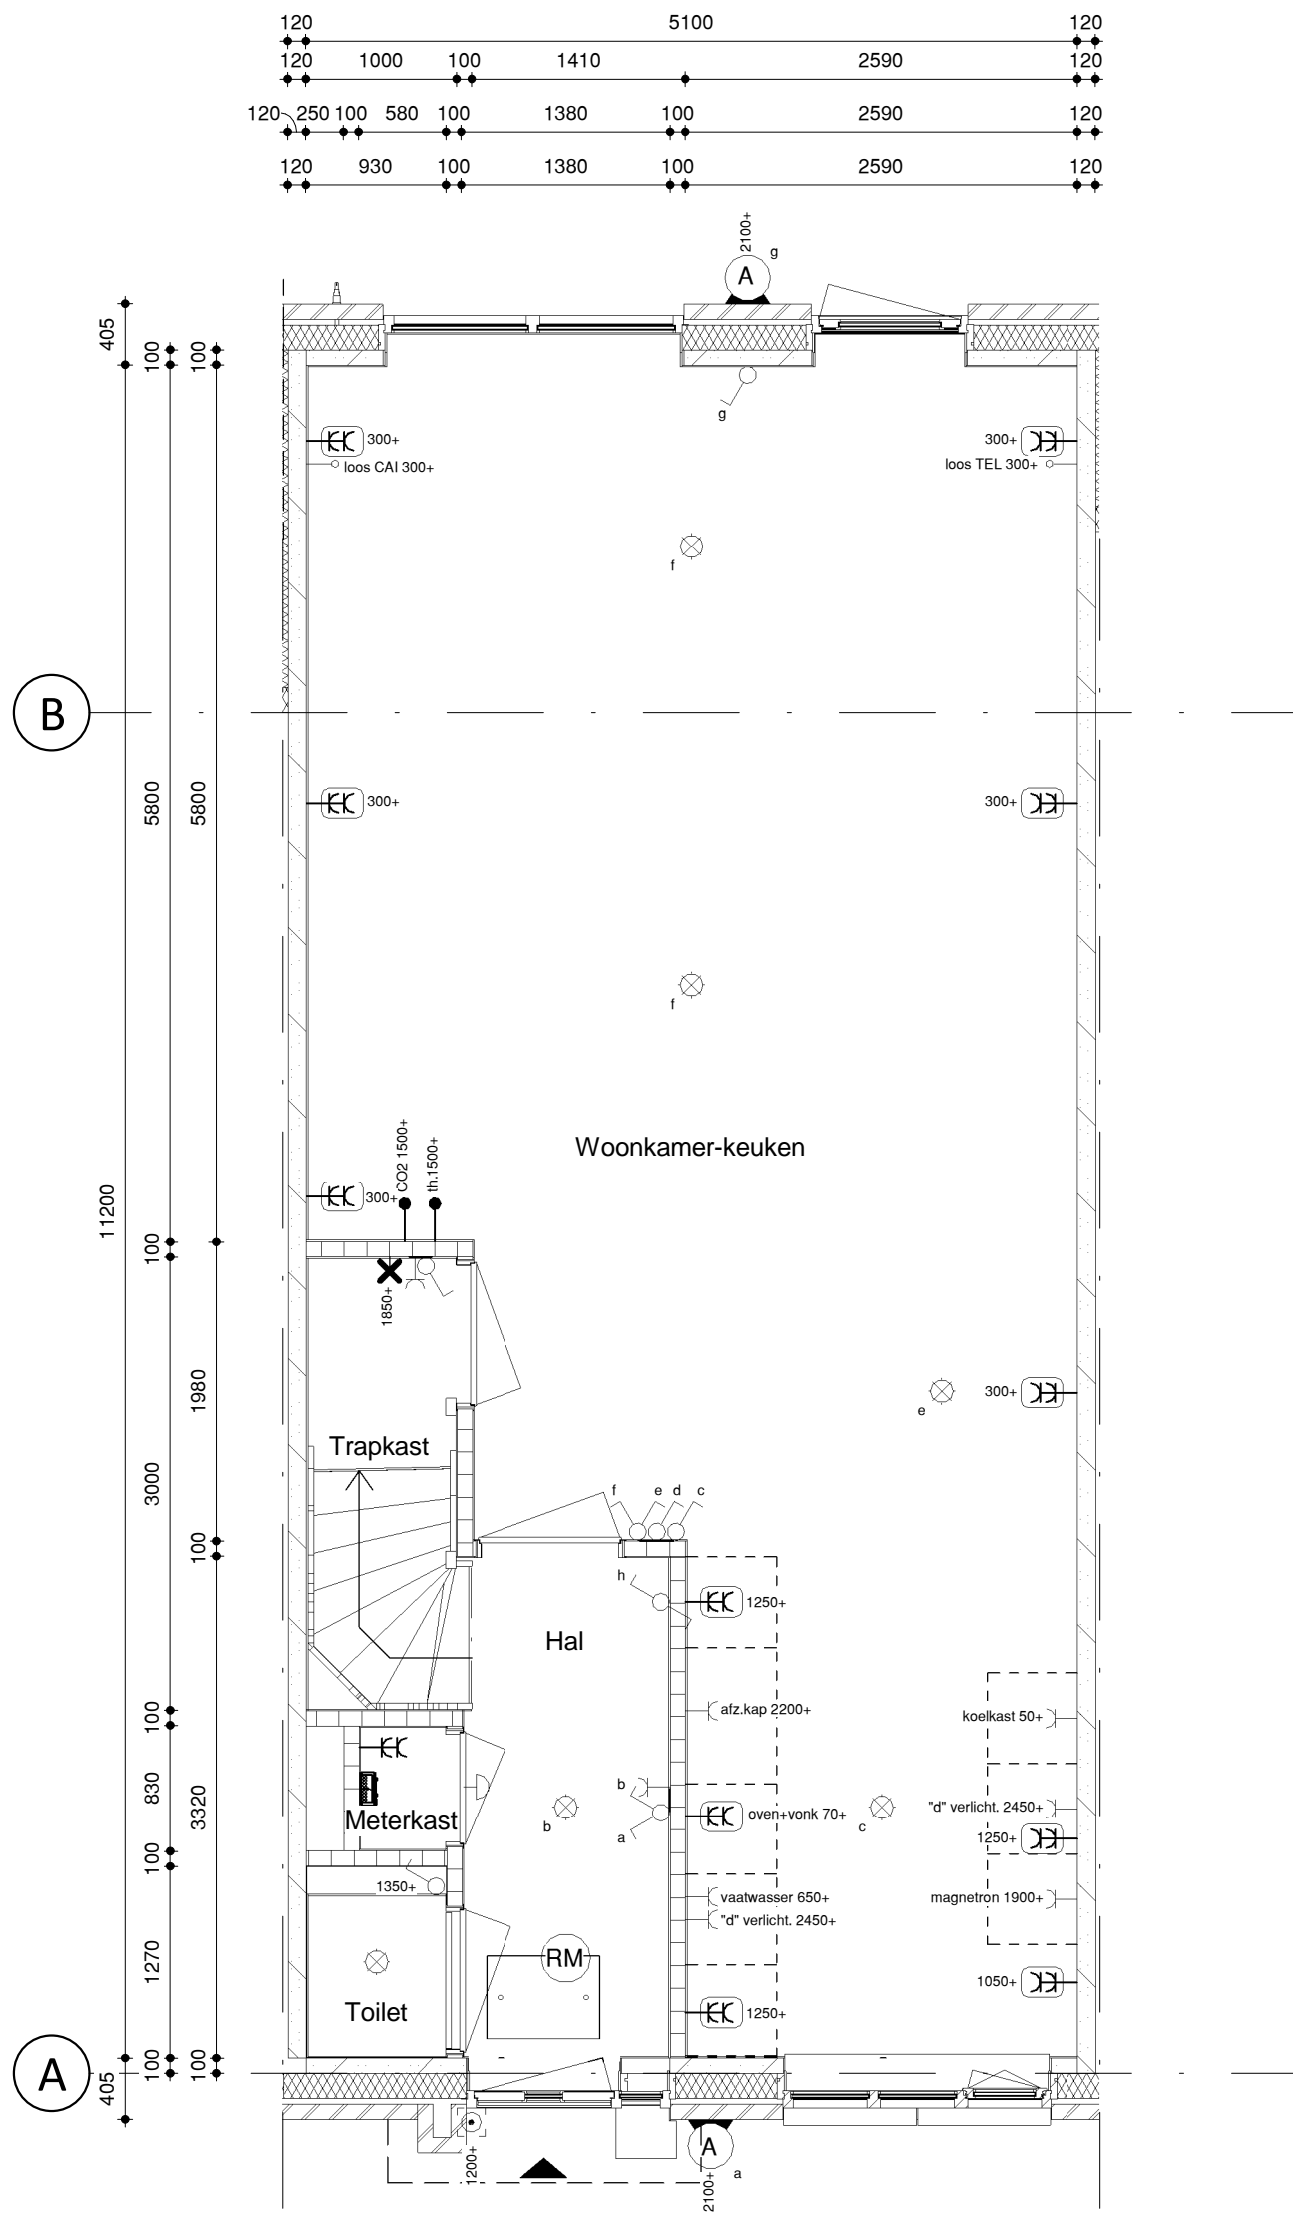 120 5100 120
120 1000 100 1410 2590 120
120 250 100 580 100 1380 100 2590 120
120 930 100 1380 100 2590 120
2100+
A g
405
100
100
g
300+ 300+
loos CAI 300+ loos TEL 300+
f
B
5800
5800
300+ 300+
f
CO2 1500+
th.1500+
Woonkamer-keuken
300+
11200
100
1850+
1980
300+
e
Trapkast
3000
f e d c
100
h
1250+
Hal
100
afz.kap 2200+
koelkast 50+
830
3320
b
oven+vonk 70+
"d" verlicht. 2450+
Meterkast
b
a
c
1250+
100
1350+
vaatwasser 650+
magnetron 1900+
"d" verlicht. 2450+
1270
RM
1050+
Toilet
1250+
A
100
100
405
1200+
A
a
2100+